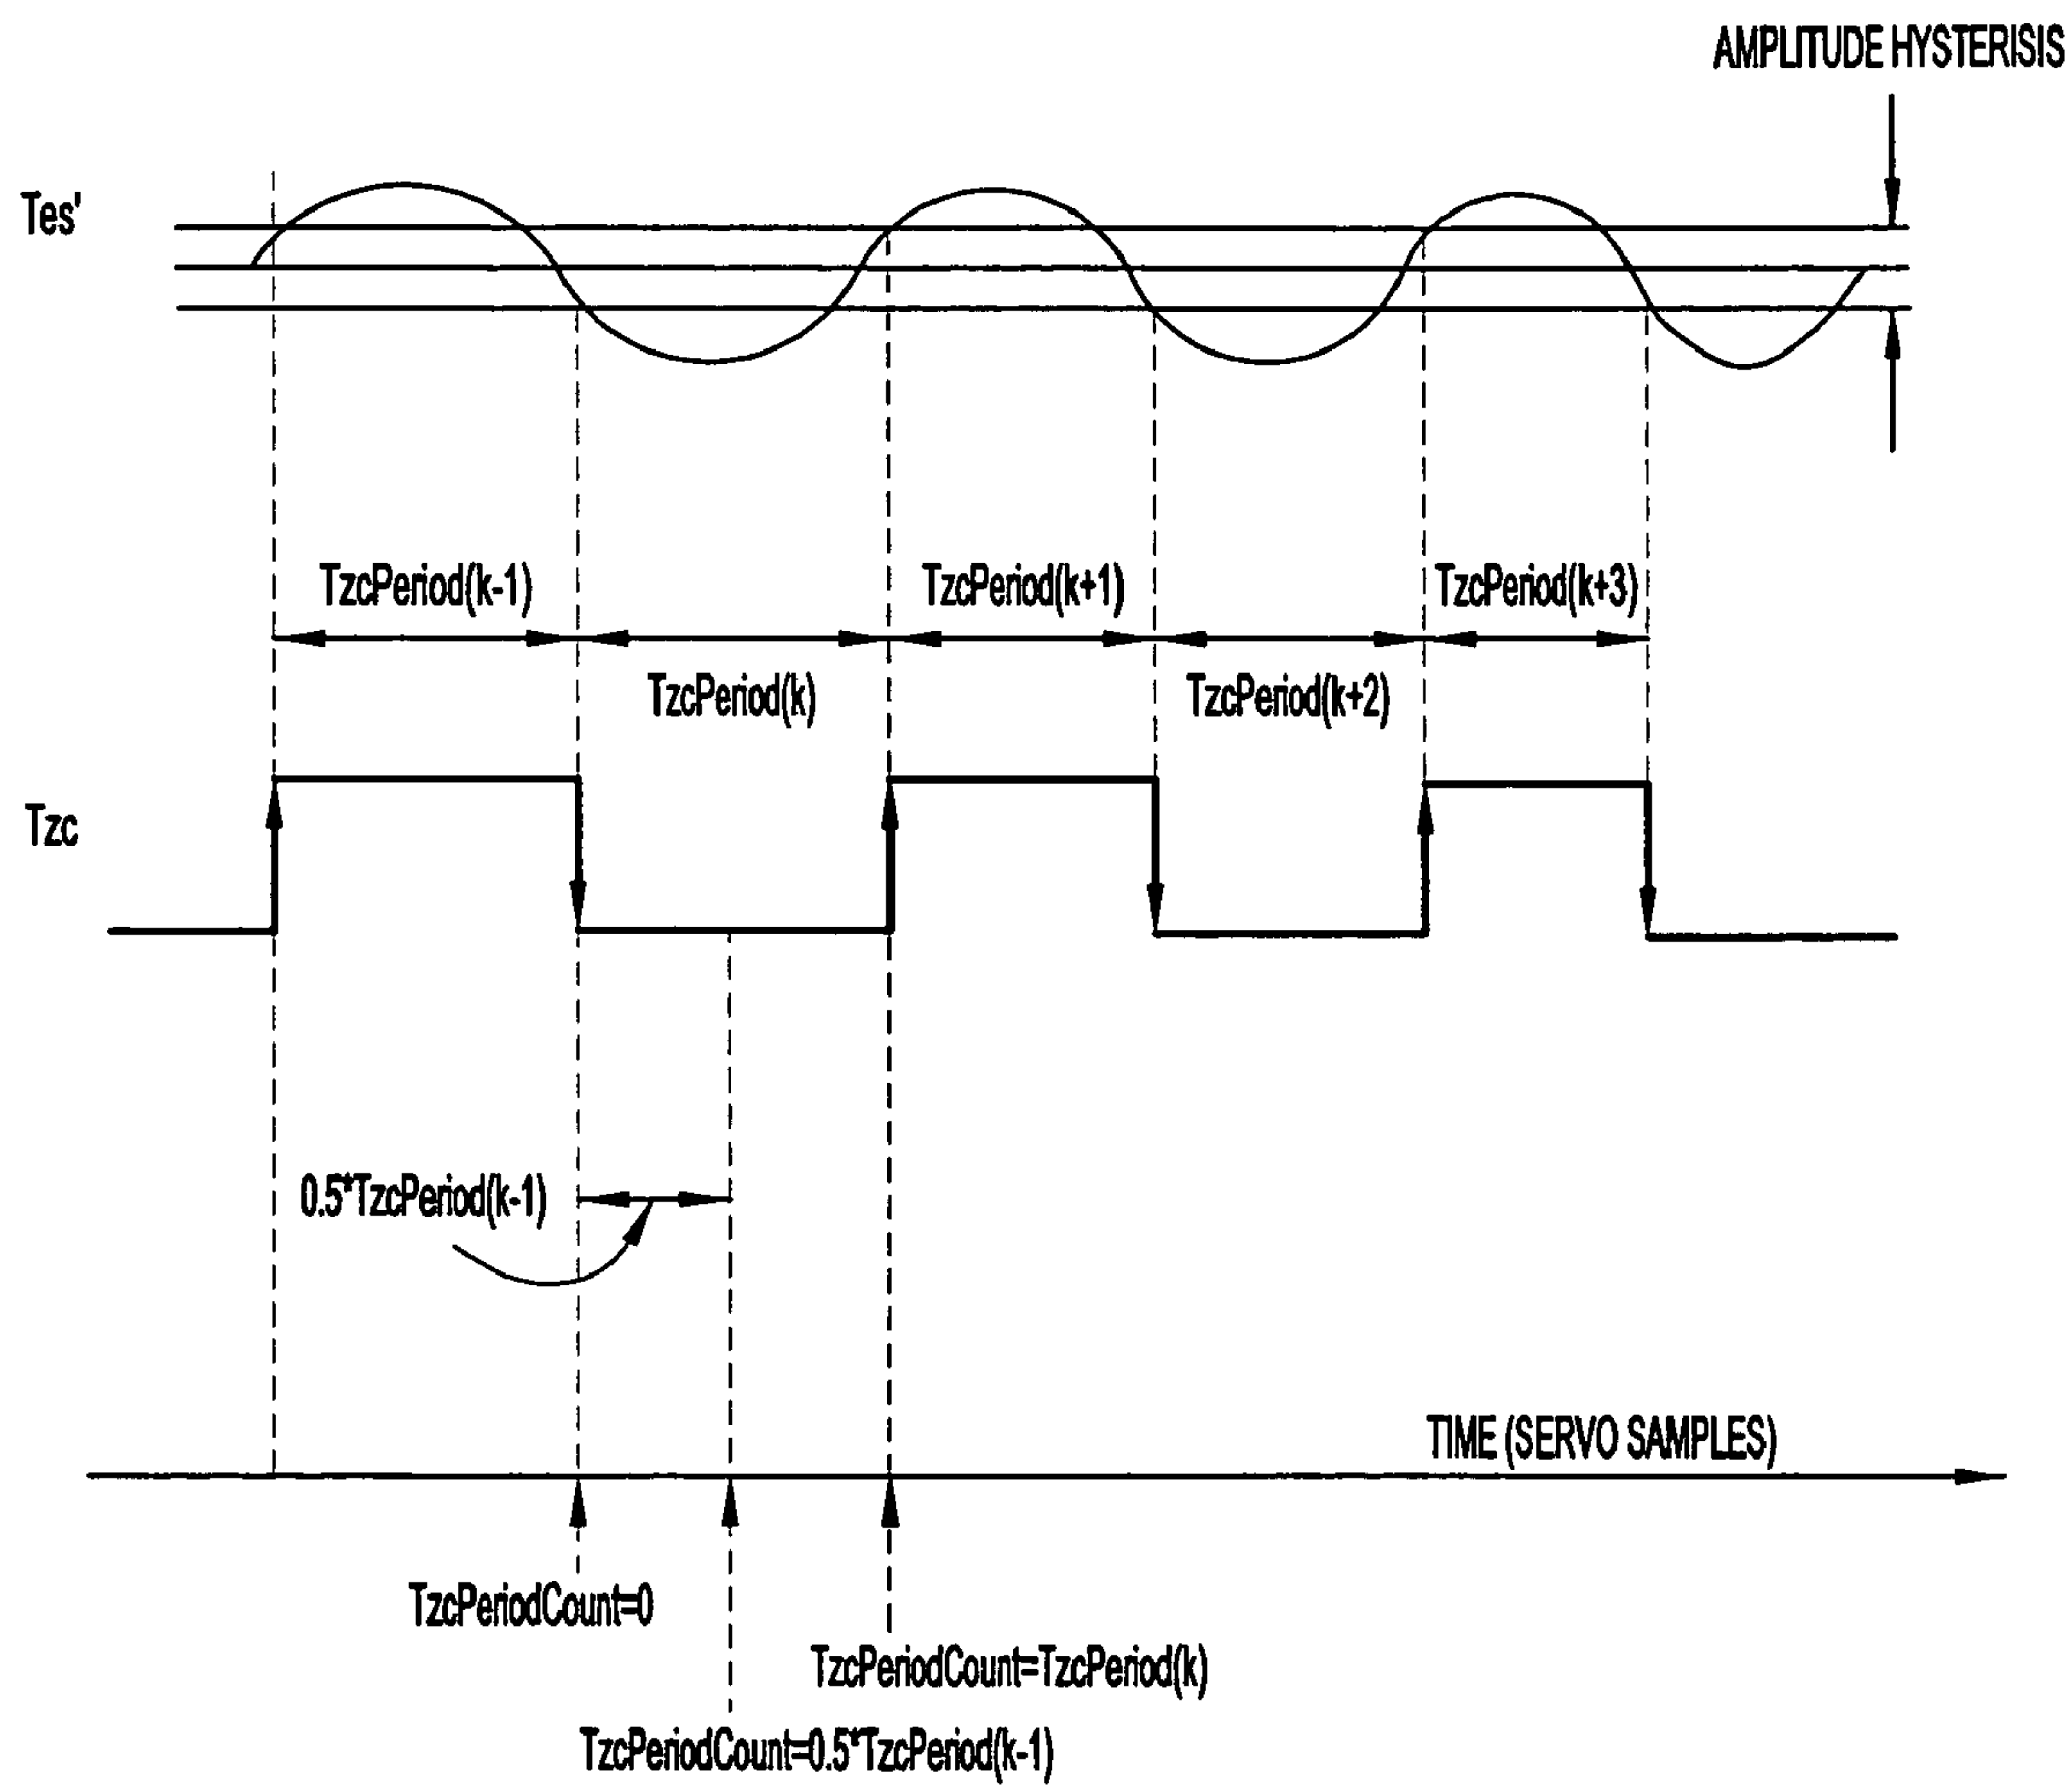 AMPLITUDE HYSTERISIS
Tes'
TzcPeriod(k-1)
TzcPeriod(k+1)
TzcPeriod(k+3)
TzcPeriod(k)
TzcPeriod(k+2)
Tzc
0.5*TzcPeriod(k-1)
TIME (SERVO SAMPLES)
TzcPeriodCount=0
TzcPeriodCount=TzcPeriod(k)
TzcPeriodCount=0.5*TzcPeriod(k-1)